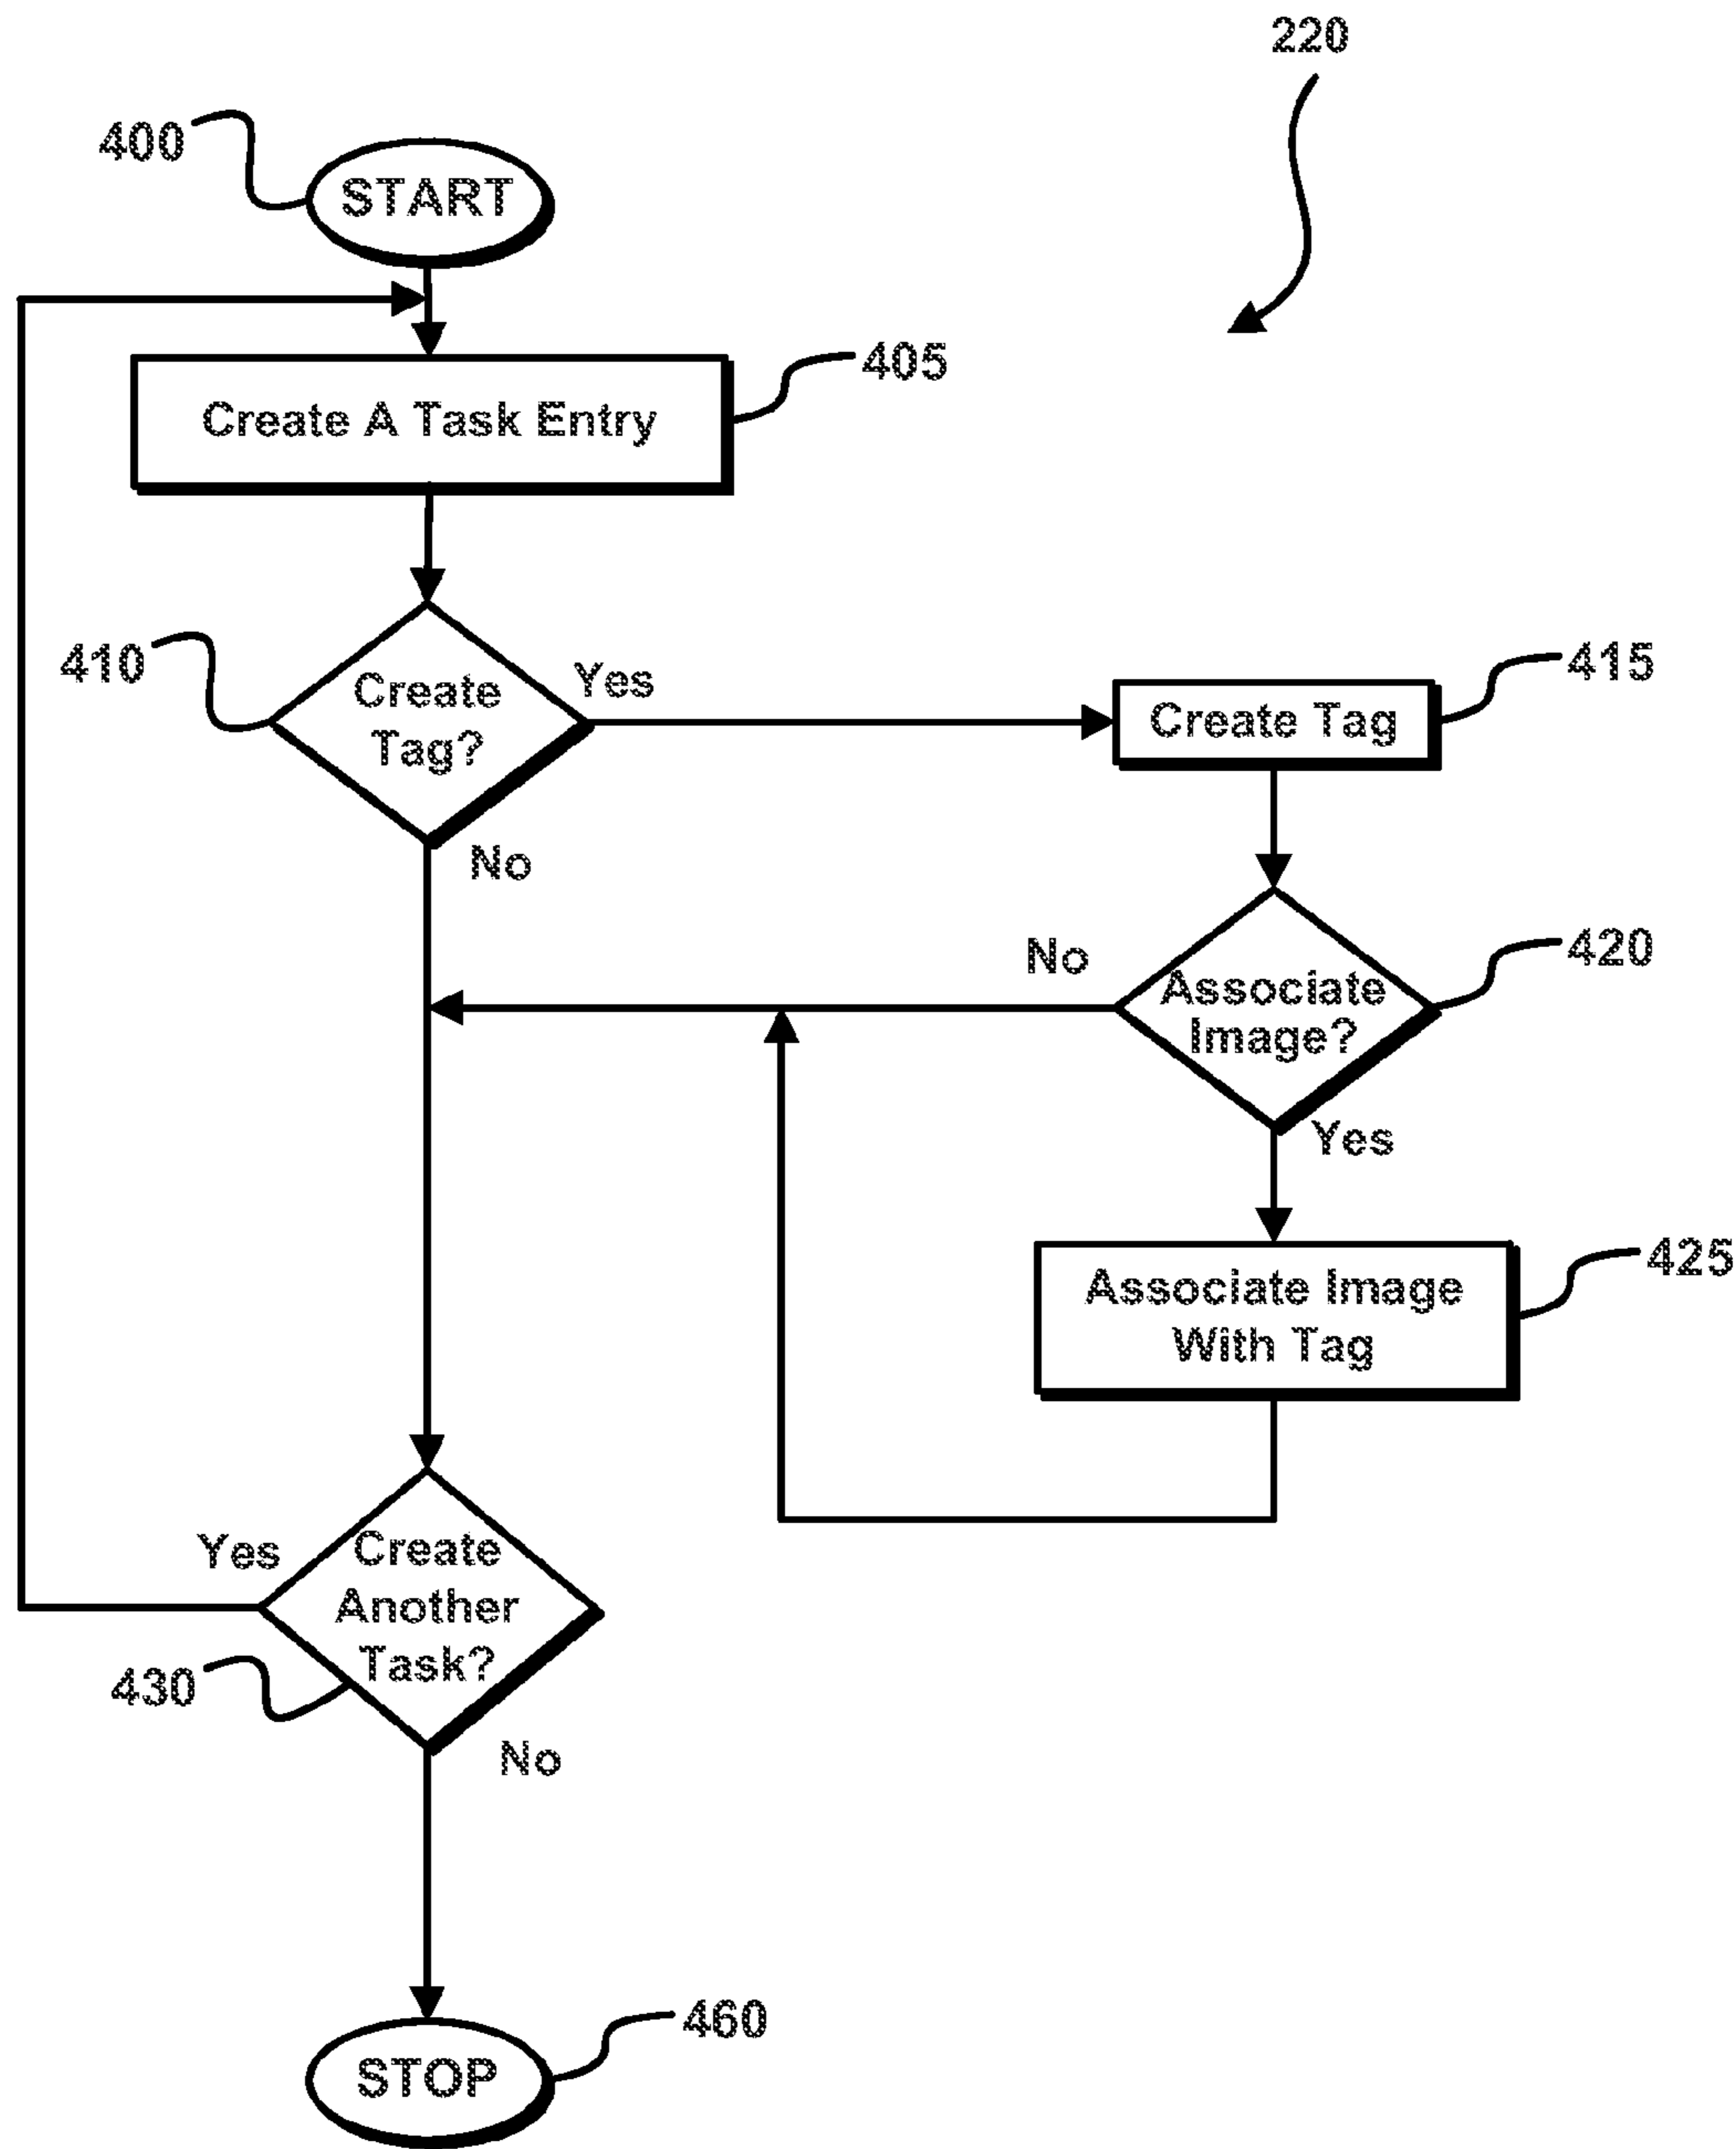 220
400
START
405
Create A Task Entry
410
Create
Tag?
Yes
No
415
Create Tag
420
Associate
Image?
No
Yes
425
Associate Image
With Tag
Yes
Create
Another
Task?
430
No
460
STOP